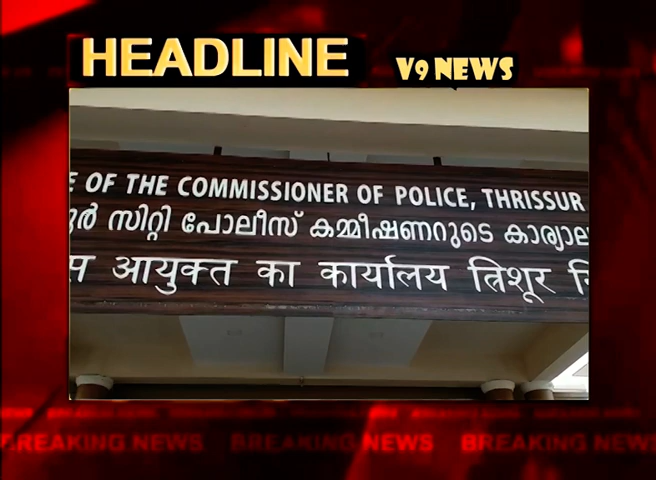 HEADLINE
V9 NEWS
E OF THE COMMISSIONER OF POLICE, THRISSUR
ൂർ സിറ്റി പോലീസ് കമ്മീഷണറുടെ കാര്യാല
स आयुक्त का कार्यालय त्रिशूर सि
BREAKING NEWS BREAKING NEWS BREAKING NEWS